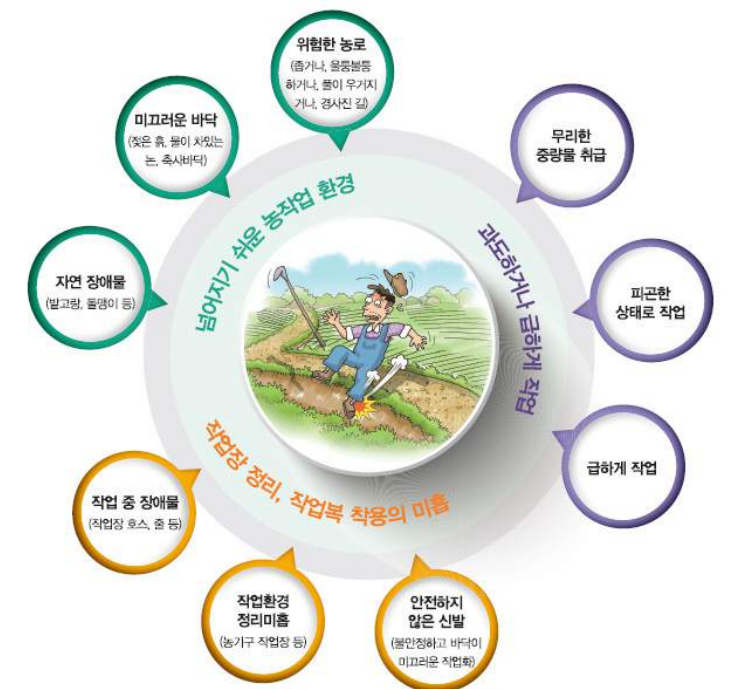 위험한 농로
(좁거나, 울퉁불퉁
하거나, 풀이 우거지
거나, 경사진 길)
미끄러운 바닥
(젖은 흙, 물이 차있는
논, 축사바닥)
자연 장애물
(밭고랑, 돌맹이 등)
넘어지기 쉬운 농작업 환경
무리한
중량물 취급
피곤한
상태로 작업
급하게 작업
과도하거나 급하게 작업
작업장 정리, 작업복 착용의 미흡
작업 중 장애물
(작업장 호스, 줄 등)
작업환경
정리미흡
(농기구 작업장 등)
안전하지
않은 신발
(불안정하고 바닥이
미끄러운 작업화)